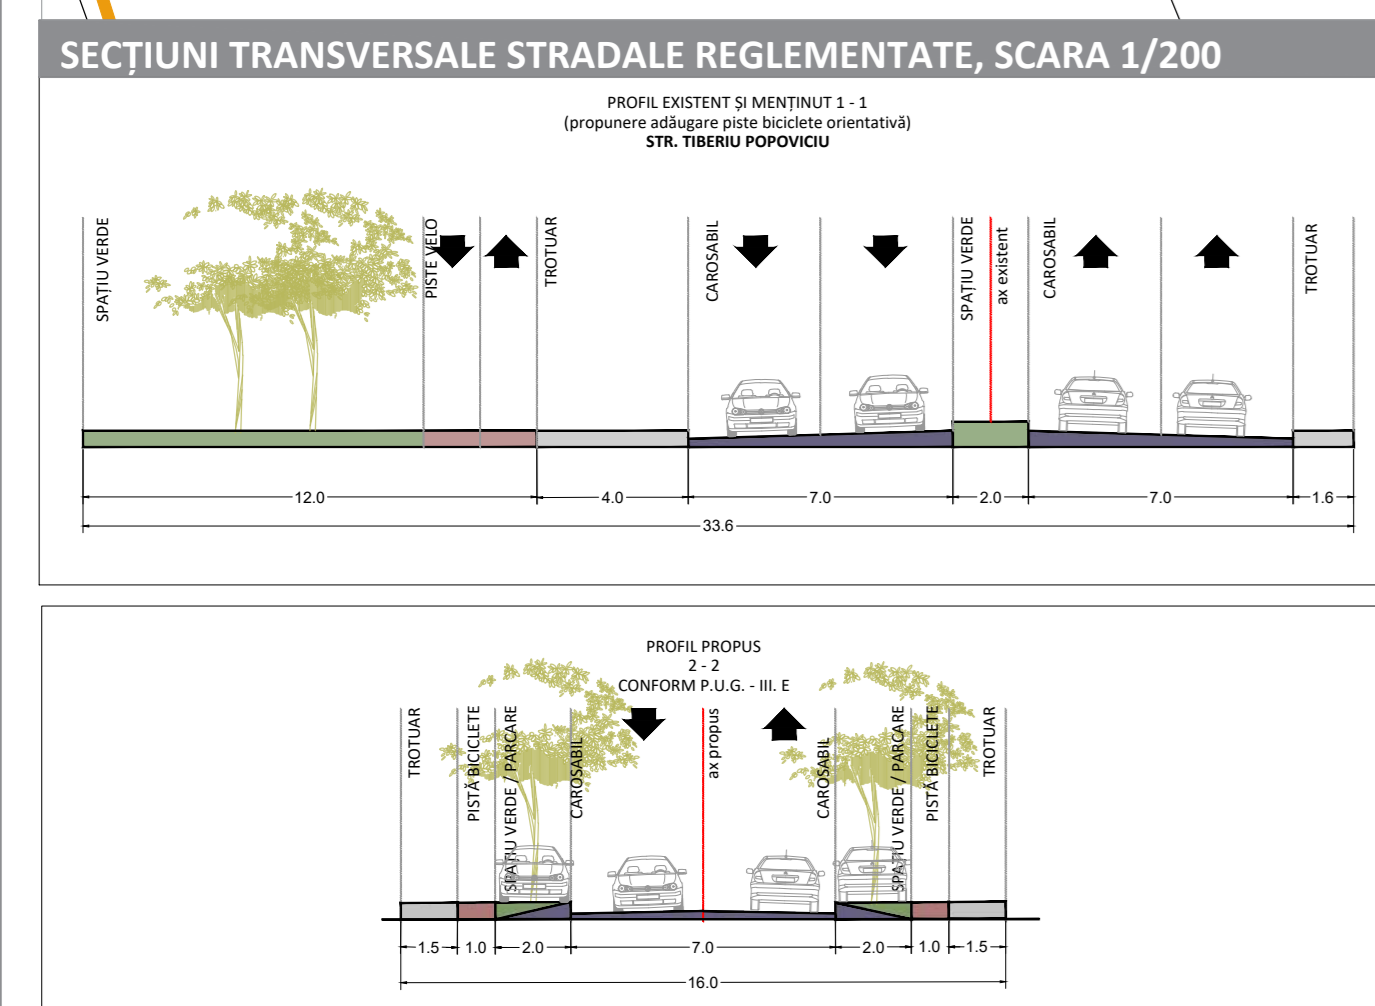 SECȚIUNI TRANSVERSALE STRADALE REGLEMENTATE, SCARA 1/200
PROFIL EXISTENT ȘI MENȚINUT 1 - 1
(propunere adăugare piste biciclete orientativă)
STR. TIBERIU POPOVICIU
SPAȚIU VERDE
PISTE VELO
TROTUAR
CAROSABIL
SPAȚIU VERDE
ax existent
CAROSABIL
TROTUAR
12.0
4.0
7.0
2.0
7.0
1.6
33.6
PROFIL PROPUS
2 - 2
CONFORM P.U.G. - III. E
TROTUAR
PISTĂ BICICLETE
SPAȚIU VERDE / PARCARE
CAROSABIL
ax propus
CAROSABIL
SPAȚIU VERDE / PARCARE
PISTĂ BICICLETE
TROTUAR
1.5
1.0
2.0
7.0
2.0
1.0
1.5
16.0